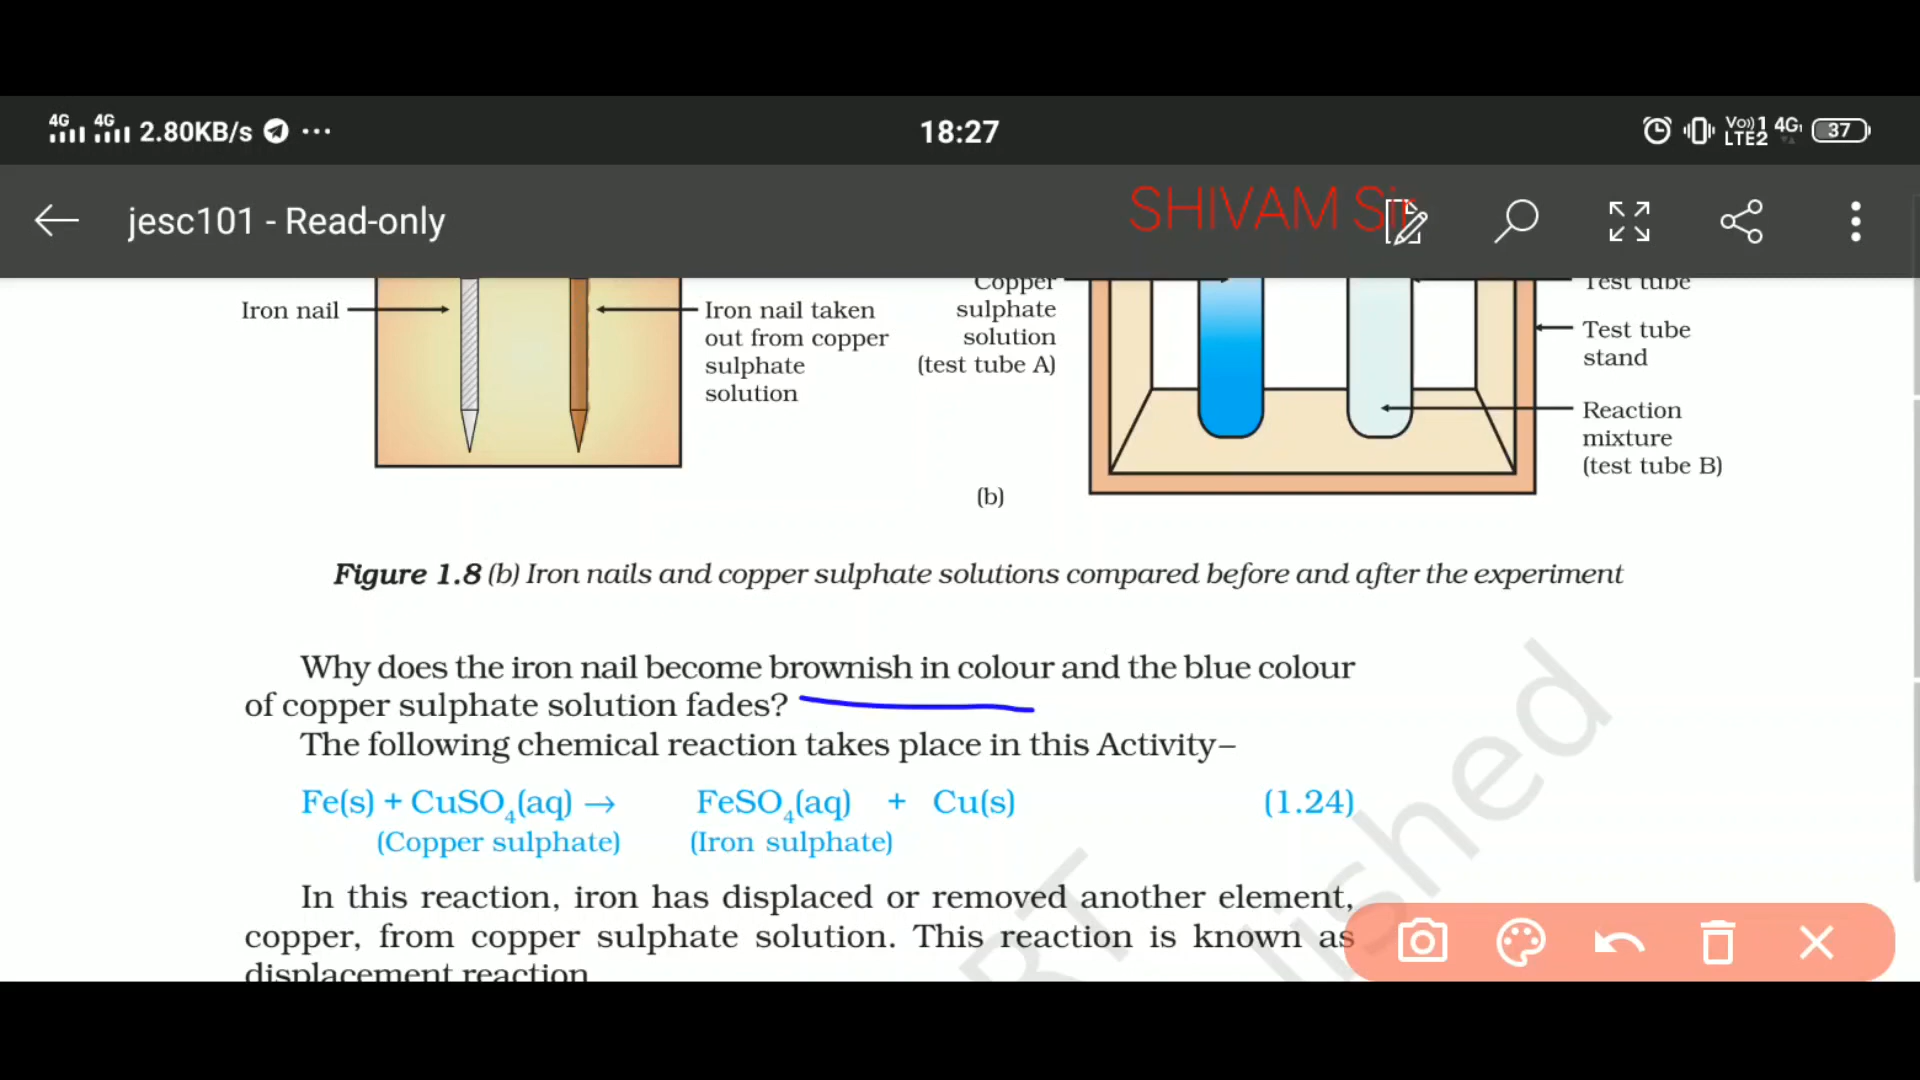 4G 4G 2.80KB/s ... 18:27 Vo)) 1 LTE2 4G 37
jesc101 - Read-only SHIVAM Sir
Iron nail
Iron nail taken
out from copper
sulphate
solution
Copper
sulphate
solution
(test tube A)
Test tube
Test tube
stand
Reaction
mixture
(test tube B)
(b)
Figure 1.8 (b) Iron nails and copper sulphate solutions compared before and after the experiment
Why does the iron nail become brownish in colour and the blue colour
of copper sulphate solution fades?
The following chemical reaction takes place in this Activity–
Fe(s) + CuSO₄(aq) → FeSO₄(aq) + Cu(s) (1.24)
(Copper sulphate) (Iron sulphate)
In this reaction, iron has displaced or removed another element,
copper, from copper sulphate solution. This reaction is known as
displacement reaction